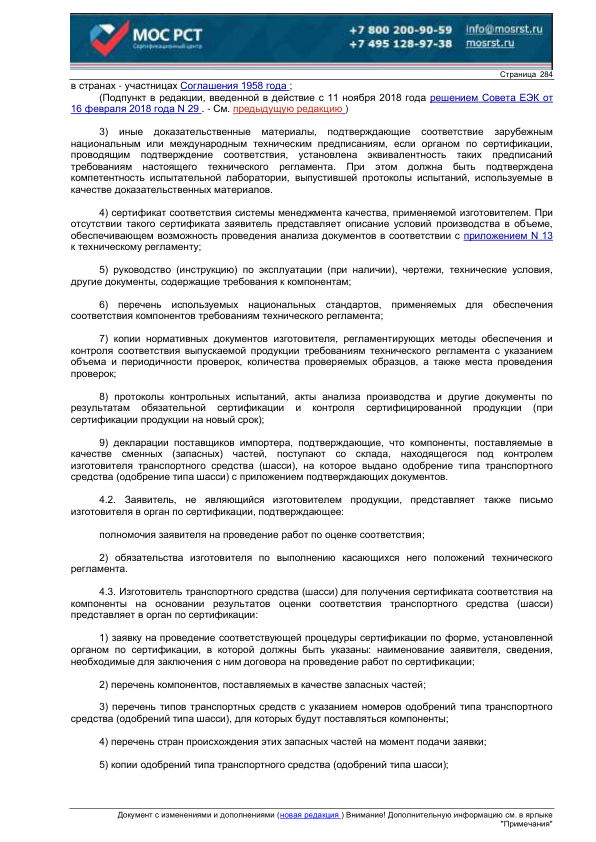 МОС РСТ
Сертификационный центр
+7 800 200-90-59
info@mosrst.ru
+7 495 128-97-38
mosrst.ru
Страница 284
в странах - участницах Соглашения 1958 года ;
(Подпункт в редакции, введенной в действие с 11 ноября 2018 года решением Совета ЕЭК от
16 февраля 2018 года N 29 . - См. предыдущую редакцию )
3) иные доказательственные материалы, подтверждающие соответствие зарубежным
национальным или международным техническим предписаниям, если органом по сертификации,
проводящим подтверждение соответствия, установлена эквивалентность таких предписаний
требованиям настоящего технического регламента. При этом должна быть подтверждена
компетентность испытательной лаборатории, выпустившей протоколы испытаний, используемые в
качестве доказательственных материалов.
4) сертификат соответствия системы менеджмента качества, применяемой изготовителем. При
отсутствии такого сертификата заявитель представляет описание условий производства в объеме,
обеспечивающем возможность проведения анализа документов в соответствии с приложением N 13
к техническому регламенту;
5) руководство (инструкцию) по эксплуатации (при наличии), чертежи, технические условия,
другие документы, содержащие требования к компонентам;
6) перечень используемых национальных стандартов, применяемых для обеспечения
соответствия компонентов требованиям технического регламента;
7) копии нормативных документов изготовителя, регламентирующих методы обеспечения и
контроля соответствия выпускаемой продукции требованиям технического регламента с указанием
объема и периодичности проверок, количества проверяемых образцов, а также места проведения
проверок;
8) протоколы контрольных испытаний, акты анализа производства и другие документы по
результатам обязательной сертификации и контроля сертифицированной продукции (при
сертификации продукции на новый срок);
9) декларации поставщиков импортера, подтверждающие, что компоненты, поставляемые в
качестве сменных (запасных) частей, поступают со склада, находящегося под контролем
изготовителя транспортного средства (шасси), на которое выдано одобрение типа транспортного
средства (одобрение типа шасси) с приложением подтверждающих документов.
4.2. Заявитель, не являющийся изготовителем продукции, представляет также письмо
изготовителя в орган по сертификации, подтверждающее:
полномочия заявителя на проведение работ по оценке соответствия;
2) обязательства изготовителя по выполнению касающихся него положений технического
регламента.
4.3. Изготовитель транспортного средства (шасси) для получения сертификата соответствия на
компоненты на основании результатов оценки соответствия транспортного средства (шасси)
представляет в орган по сертификации:
1) заявку на проведение соответствующей процедуры сертификации по форме, установленной
органом по сертификации, в которой должны быть указаны: наименование заявителя, сведения,
необходимые для заключения с ним договора на проведение работ по сертификации;
2) перечень компонентов, поставляемых в качестве запасных частей;
3) перечень типов транспортных средств с указанием номеров одобрений типа транспортного
средства (одобрений типа шасси), для которых будут поставляться компоненты;
4) перечень стран происхождения этих запасных частей на момент подачи заявки;
5) копии одобрений типа транспортного средства (одобрений типа шасси);
Документ с изменениями и дополнениями (новая редакция ) Внимание! Дополнительную информацию см. в ярлыке
"Примечания"